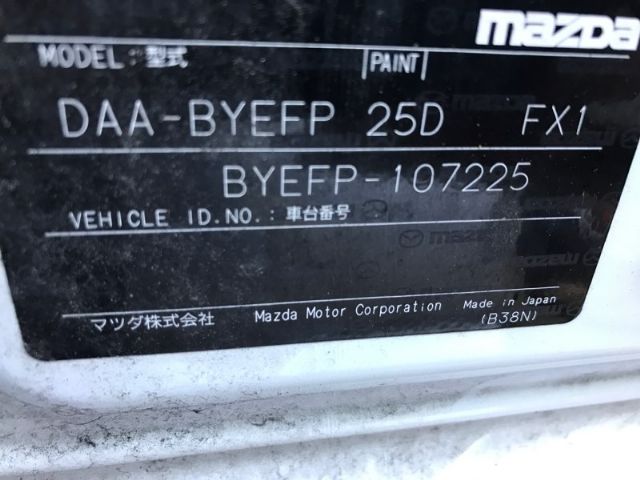 mazda
MODEL:型式 |PAINT|
DAA-BYEFP 25D FX1
BYEFP-107225
VEHICLE ID.NO.:車台番号
mazda
マツダ株式会社 Mazda Motor Corporation Made in Japan
(B38N)